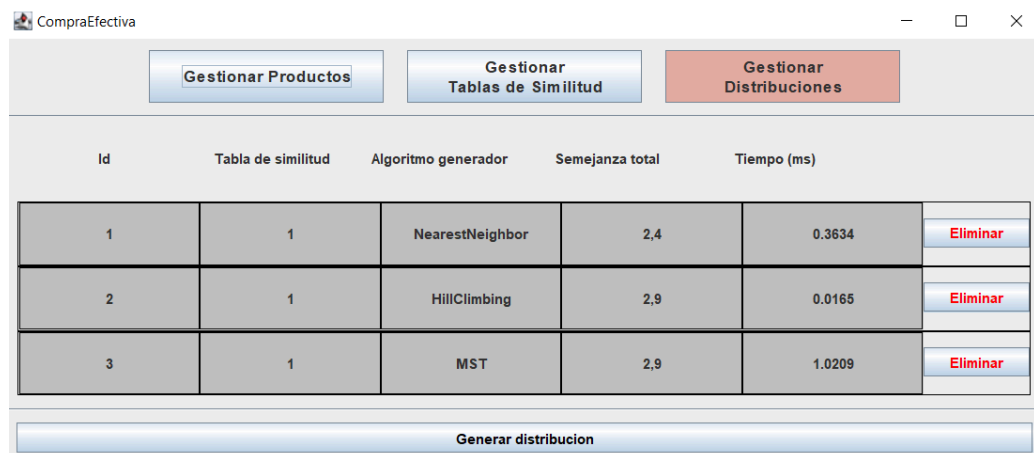 CompraEfectiva
Gestionar Productos
Gestionar
Tablas de Similitud
Gestionar
Distribuciones
Id Tabla de similitud Algoritmo generador Semejanza total Tiempo (ms)
1 1 NearestNeighbor 2,4 0.3634 Eliminar
2 1 HillClimbing 2,9 0.0165 Eliminar
3 1 MST 2,9 1.0209 Eliminar
Generar distribucion